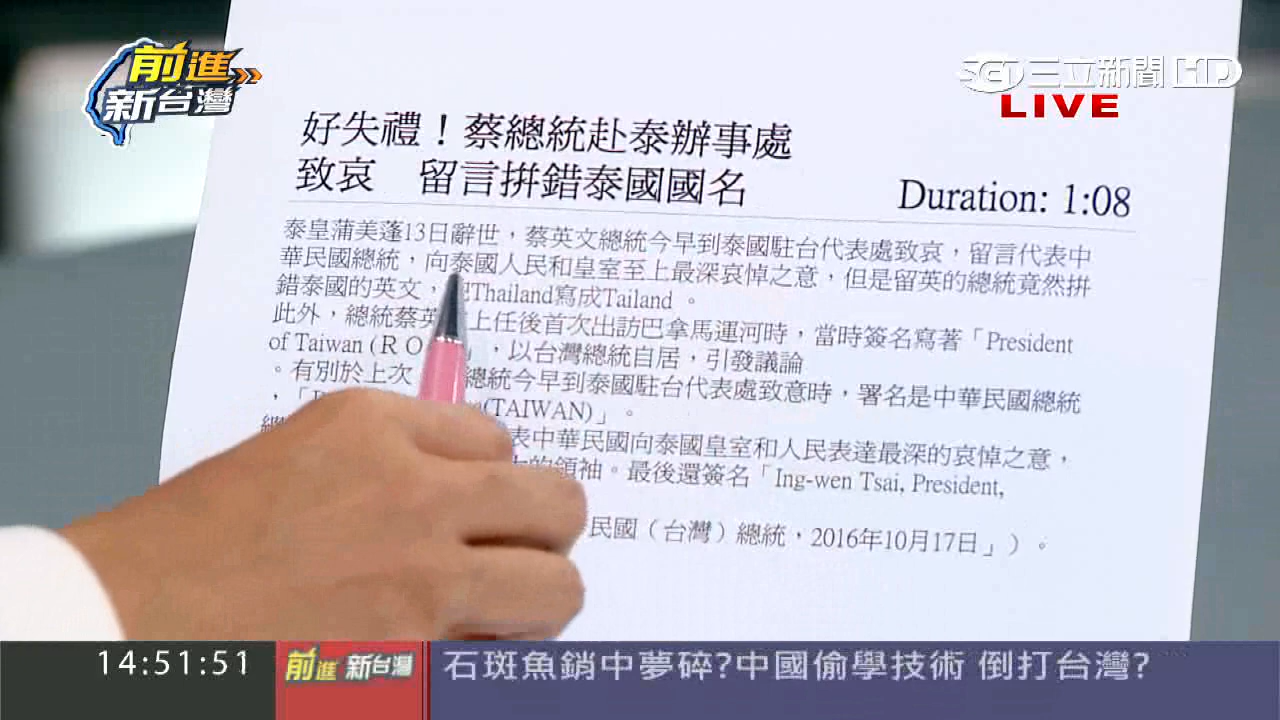 前進
新台灣
SET三立新聞HD
LIVE
好失禮！蔡總統赴泰辦事處
致哀 留言拚錯泰國國名
Duration: 1:08
泰皇蒲美蓬13日辭世，蔡英文總統今早到泰國駐台代表處致哀，留言代表中
華民國總統，向泰國人民和皇室至上最深哀悼之意，但是留英的總統竟然拚
錯泰國的英文，把Thailand寫成Tailand。
此外，總統蔡英 上任後首次出訪巴拿馬運河時，當時簽名寫著「President
of Taiwan (R O 」，以台灣總統自居，引發議論
。有別於上次 總統今早到泰國駐台代表處致意時，署名是中華民國總統
，「 (TAIWAN)」。
表中華民國向泰國皇室和人民表達最深的哀悼之意，
的領袖。最後還簽名「Ing-wen Tsai, President,
民國（台灣）總統，2016年10月17日」）。
14:51:51
前進 新台灣
石斑魚銷中夢碎?中國偷學技術 倒打台灣?